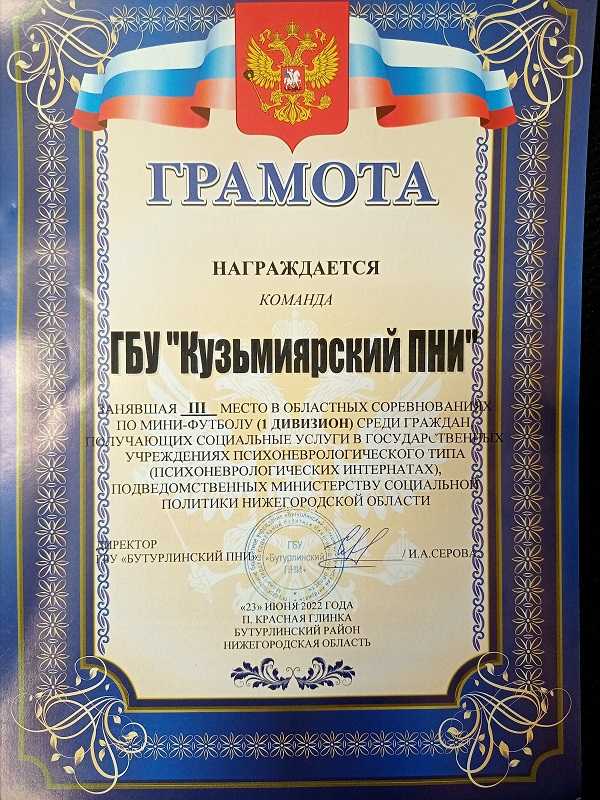 ГРАМОТА
НАГРАЖДАЕТСЯ
КОМАНДА
ГБУ "Кузьмиярский ПНИ"
ЗАНЯВШАЯ III МЕСТО В ОБЛАСТНЫХ СОРЕВНОВАНИЯХ
ПО МИНИ-ФУТБОЛУ (1 ДИВИЗИОН) СРЕДИ ГРАЖДАН,
ПОЛУЧАЮЩИХ СОЦИАЛЬНЫЕ УСЛУГИ В ГОСУДАРСТВЕННЫХ
УЧРЕЖДЕНИЯХ ПСИХОНЕВРОЛОГИЧЕСКОГО ТИПА
(ПСИХОНЕВРОЛОГИЧЕСКИХ ИНТЕРНАТАХ),
ПОДВЕДОМСТВЕННЫХ МИНИСТЕРСТВУ СОЦИАЛЬНОЙ
ПОЛИТИКИ НИЖЕГОРОДСКОЙ ОБЛАСТИ
ДИРЕКТОР
ГБУ «БУТУРЛИНСКИЙ ПНИ» / И.А.СЕРОВА
ГБУ
«Бутурлинский
ПНИ»
«23» ИЮНЯ 2022 ГОДА
П. КРАСНАЯ ГЛИНКА
БУТУРЛИНСКИЙ РАЙОН
НИЖЕГОРОДСКАЯ ОБЛАСТЬ